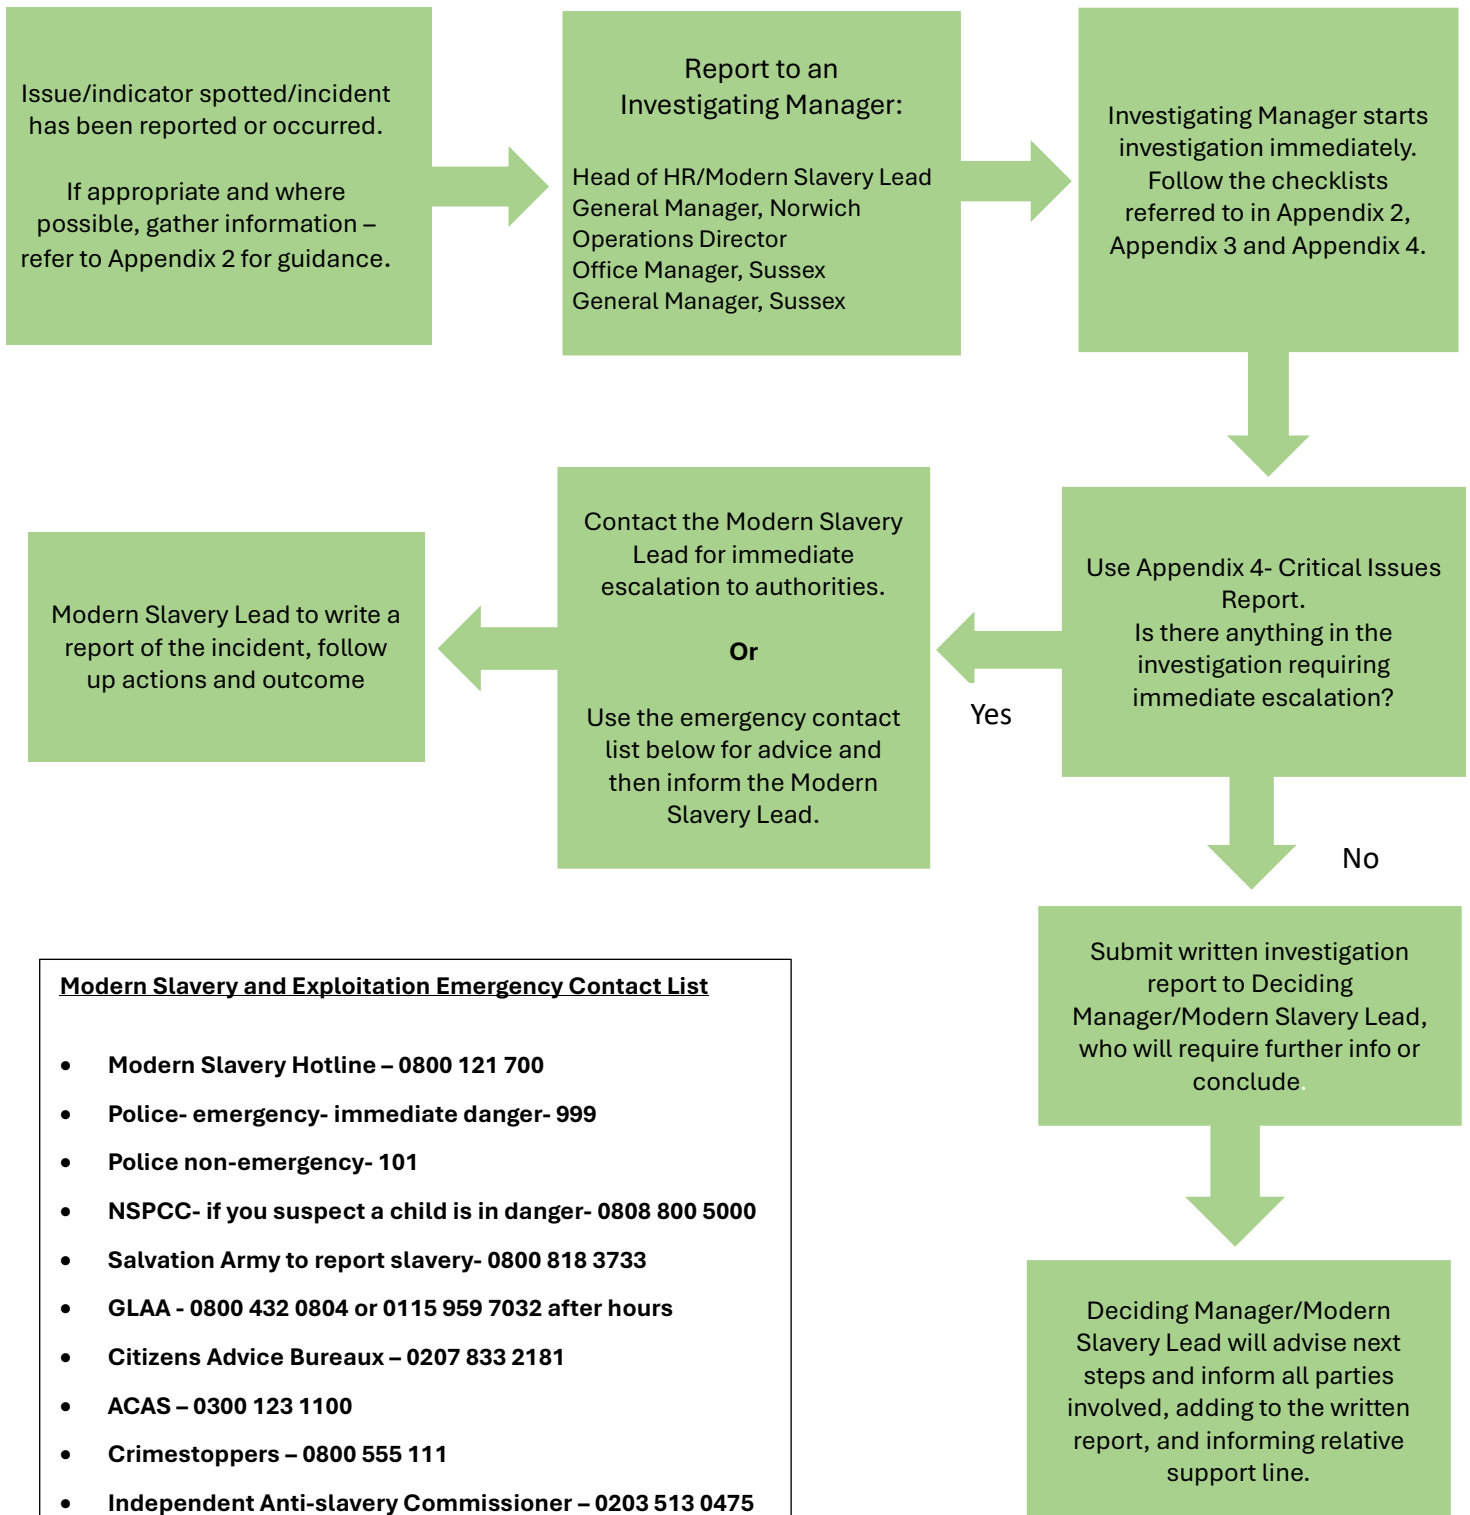 Issue/indicator spotted/incident
has been reported or occurred.
If appropriate and where
possible, gather information –
refer to Appendix 2 for guidance.
Report to an
Investigating Manager:
Head of HR/Modern Slavery Lead
General Manager, Norwich
Operations Director
Office Manager, Sussex
General Manager, Sussex
Investigating Manager starts
investigation immediately.
Follow the checklists
referred to in Appendix 2,
Appendix 3 and Appendix 4.
Use Appendix 4- Critical Issues
Report.
Is there anything in the
investigation requiring
immediate escalation?
Yes
Contact the Modern Slavery
Lead for immediate
escalation to authorities.
Or
Use the emergency contact
list below for advice and
then inform the Modern
Slavery Lead.
Modern Slavery Lead to write a
report of the incident, follow
up actions and outcome
No
Submit written investigation
report to Deciding
Manager/Modern Slavery Lead,
who will require further info or
conclude.
Deciding Manager/Modern
Slavery Lead will advise next
steps and inform all parties
involved, adding to the written
report, and informing relative
support line.
Modern Slavery and Exploitation Emergency Contact List
• Modern Slavery Hotline – 0800 121 700
• Police- emergency- immediate danger- 999
• Police non-emergency- 101
• NSPCC- if you suspect a child is in danger- 0808 800 5000
• Salvation Army to report slavery- 0800 818 3733
• GLAA - 0800 432 0804 or 0115 959 7032 after hours
• Citizens Advice Bureaux – 0207 833 2181
• ACAS – 0300 123 1100
• Crimestoppers – 0800 555 111
• Independent Anti-slavery Commissioner – 0203 513 0475